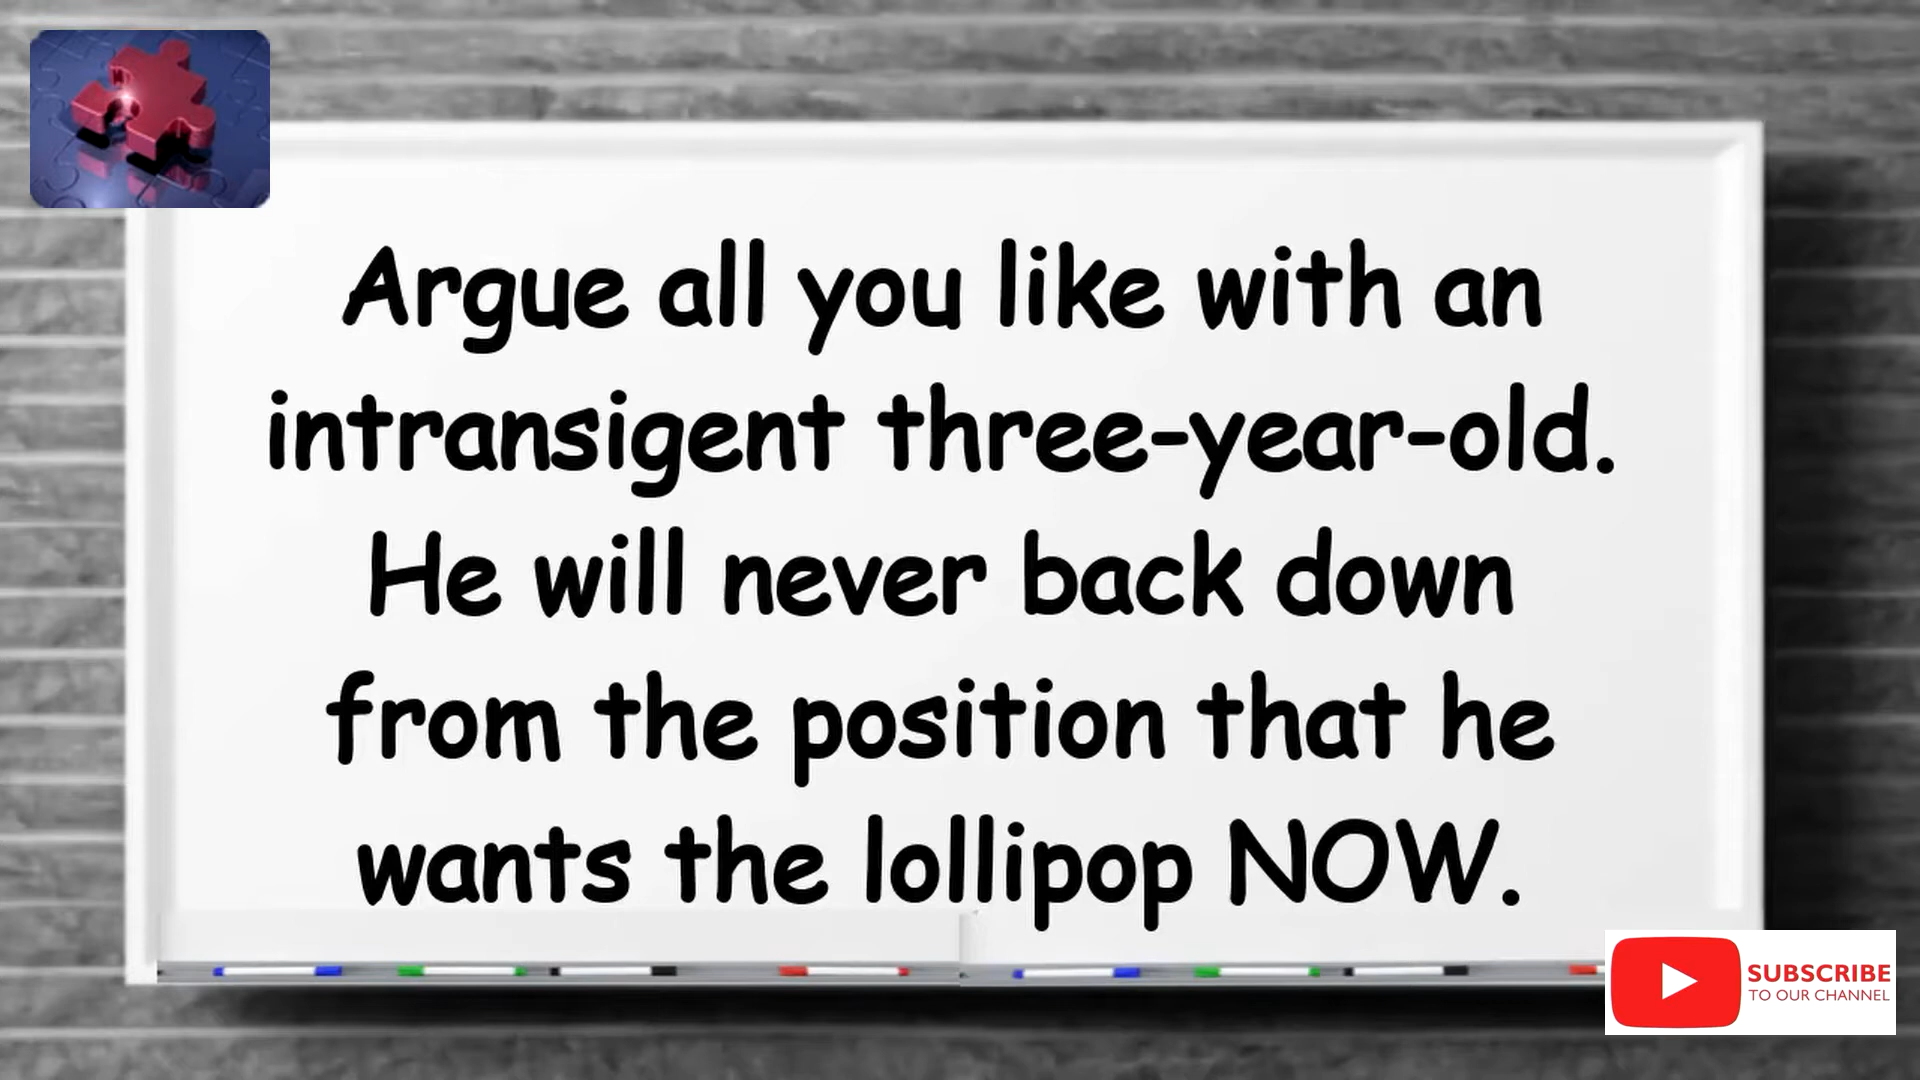 Argue all you like with an
intransigent three-year-old.
He will never back down
from the position that he
wants the lollipop NOW.
SUBSCRIBE
TO OUR CHANNEL